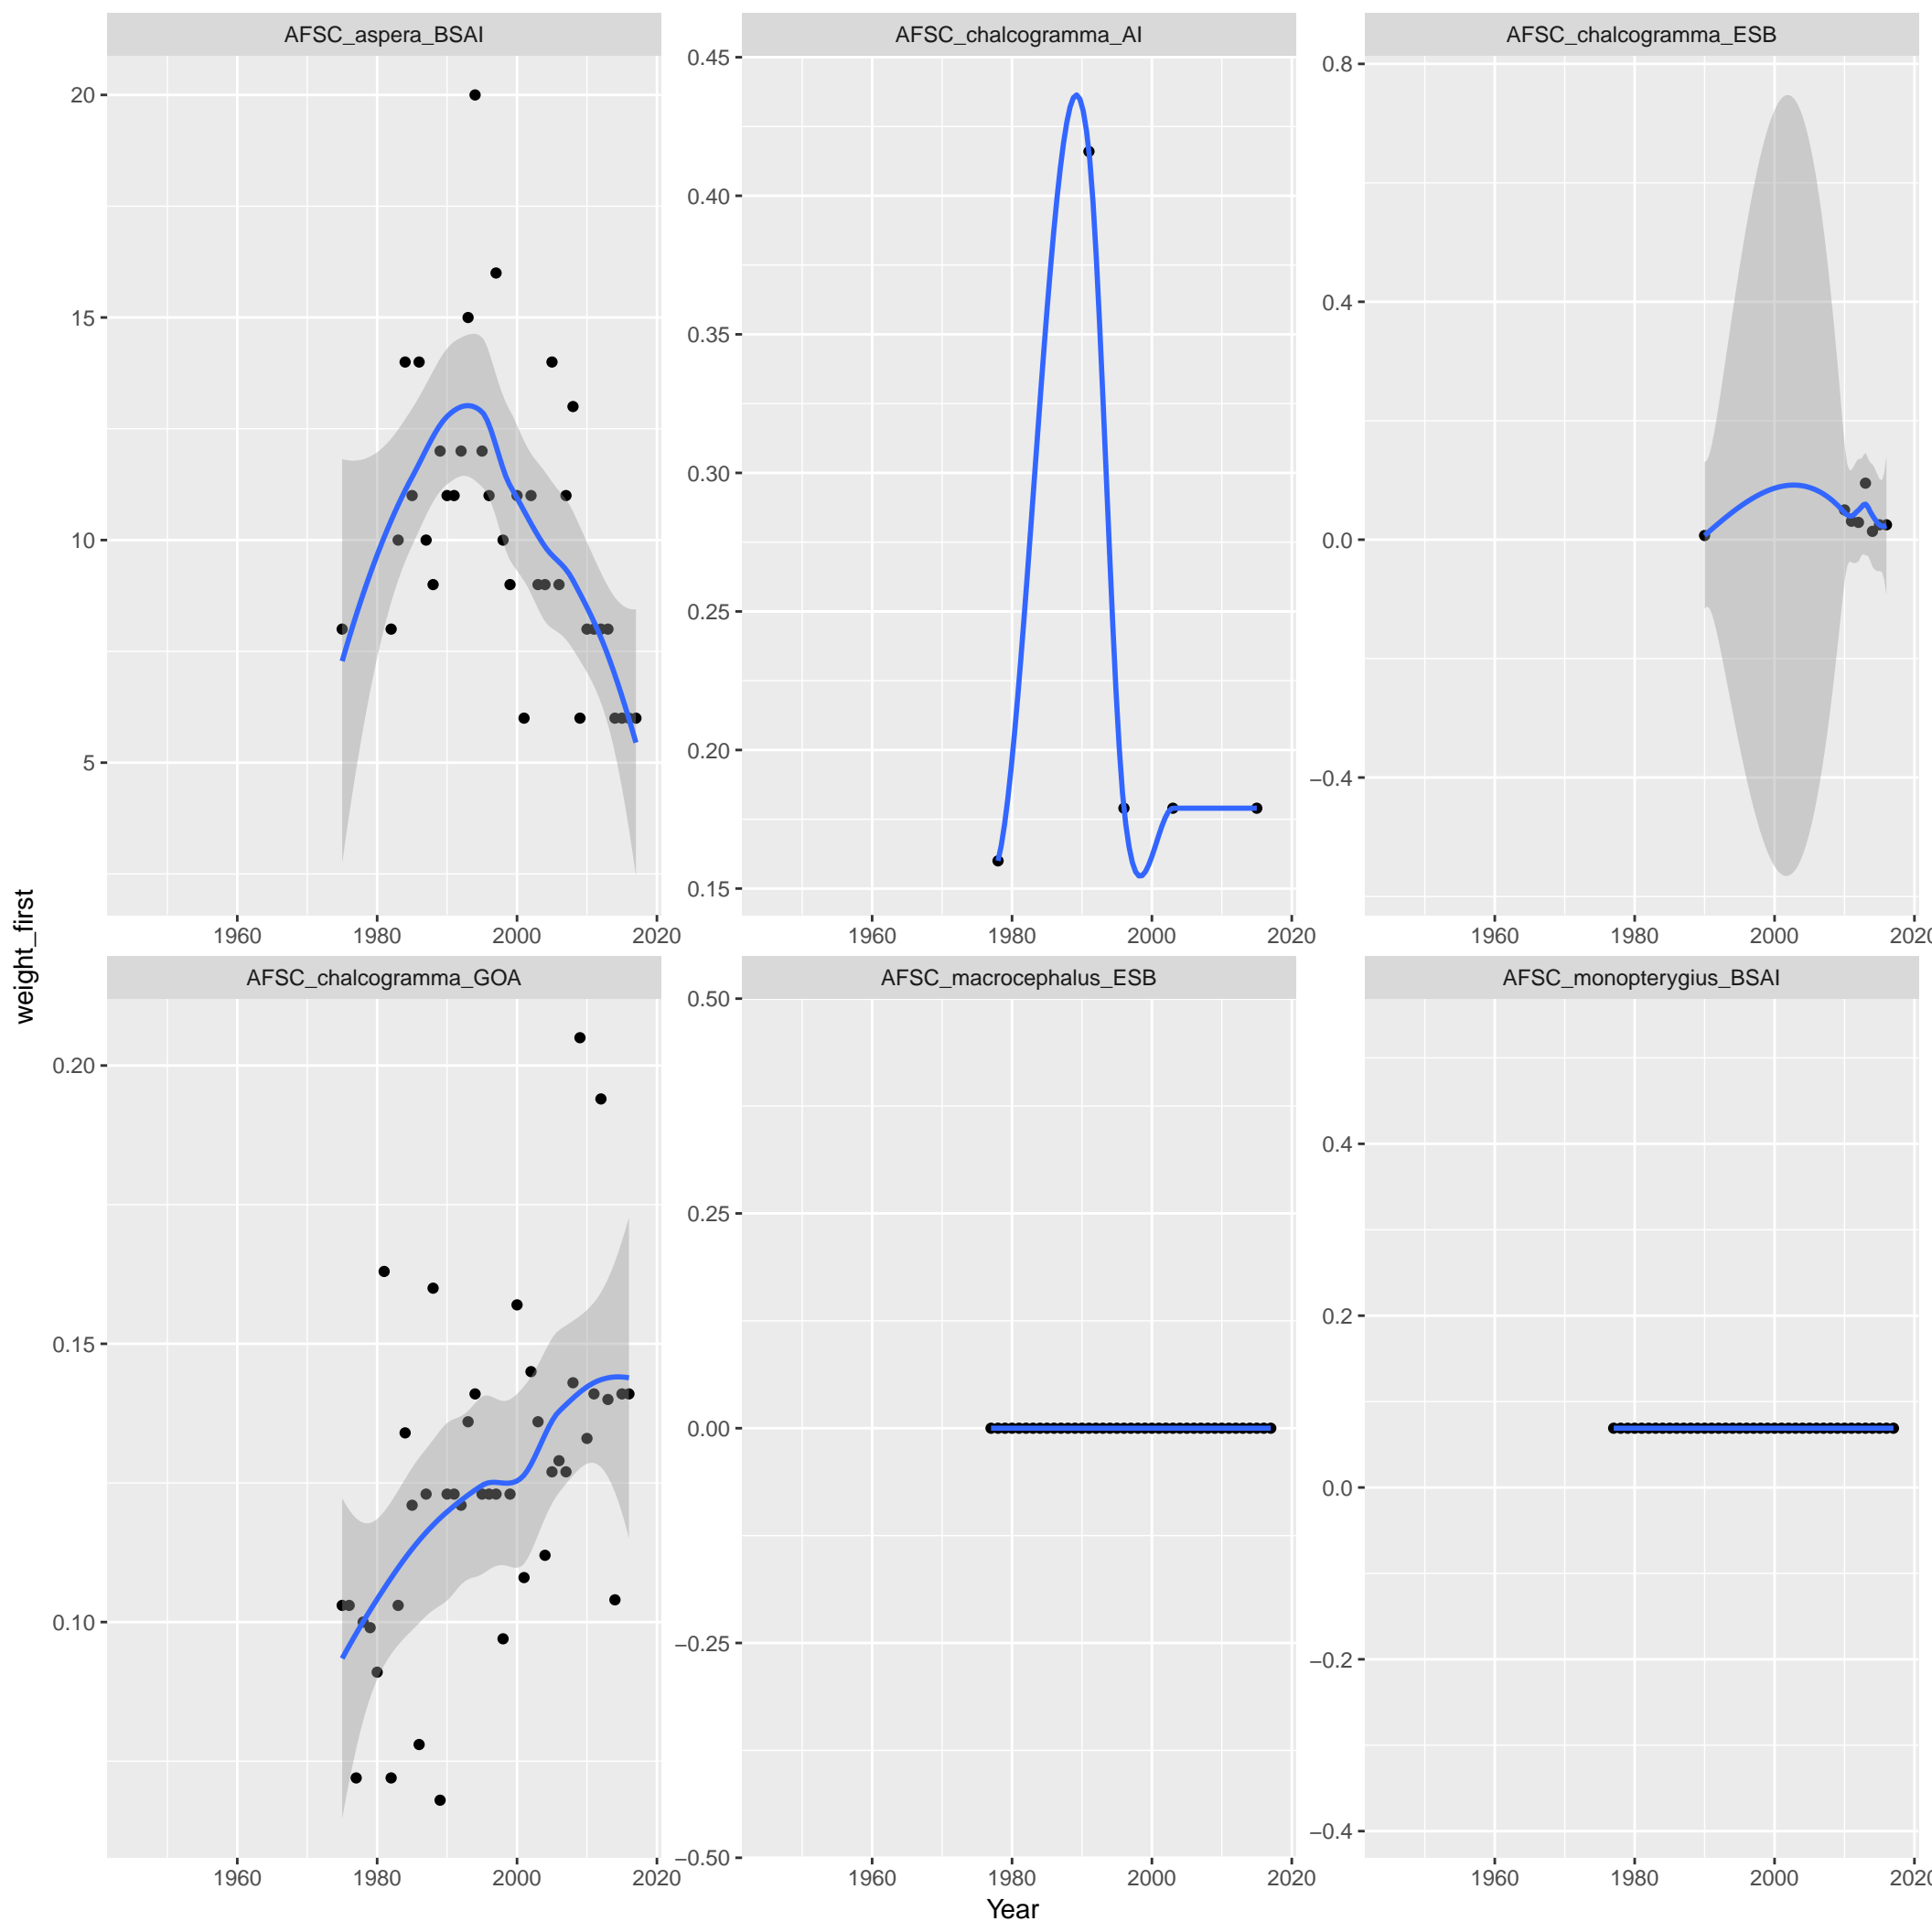 AFSC_aspera_BSAI
AFSC_chalcogramma_AI
AFSC_chalcogramma_ESB
20
15
10
5
0.45
0.40
0.35
0.30
0.25
0.20
0.15
0.8
0.4
0.0
−0.4
1960 1980 2000 2020
1960 1980 2000 2020
1960 1980 2000 202
weight_first
AFSC_chalcogramma_GOA
AFSC_macrocephalus_ESB
AFSC_monopterygius_BSAI
0.20
0.15
0.10
0.50
0.25
0.00
−0.25
−0.50
0.4
0.2
0.0
−0.2
−0.4
1960 1980 2000 2020
1960 1980 2000 2020
1960 1980 2000 202
Year